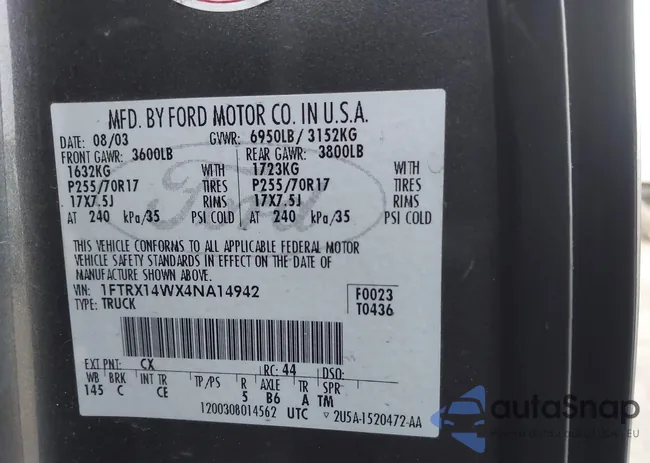 MFD. BY FORD MOTOR CO. IN U.S.A.
DATE: 08/03 GVWR: 6950LB / 3152KG
FRONT GAWR: 3600LB REAR GAWR: 3800LB
1632KG WITH 1723KG WITH
P255/70R17 TIRES P255/70R17 TIRES
17X7.5J RIMS 17X7.5J RIMS
AT 240 kPa/35 PSI COLD AT 240 kPa/35 PSI COLD
Ford
THIS VEHICLE CONFORMS TO ALL APPLICABLE FEDERAL MOTOR
VEHICLE SAFETY STANDARDS IN EFFECT ON THE DATE OF
MANUFACTURE SHOWN ABOVE.
VIN: 1FTRX14WX4NA14942 F0023
TYPE: TRUCK T0436
EXT PNT: CX RC: 44 DSO:
WB BRK INT TR TP/PS R AXLE TR SPR
145 C CE 5 B6 A TM
1200308014562 UTC 2U5A-1520472-AA
autoSnap